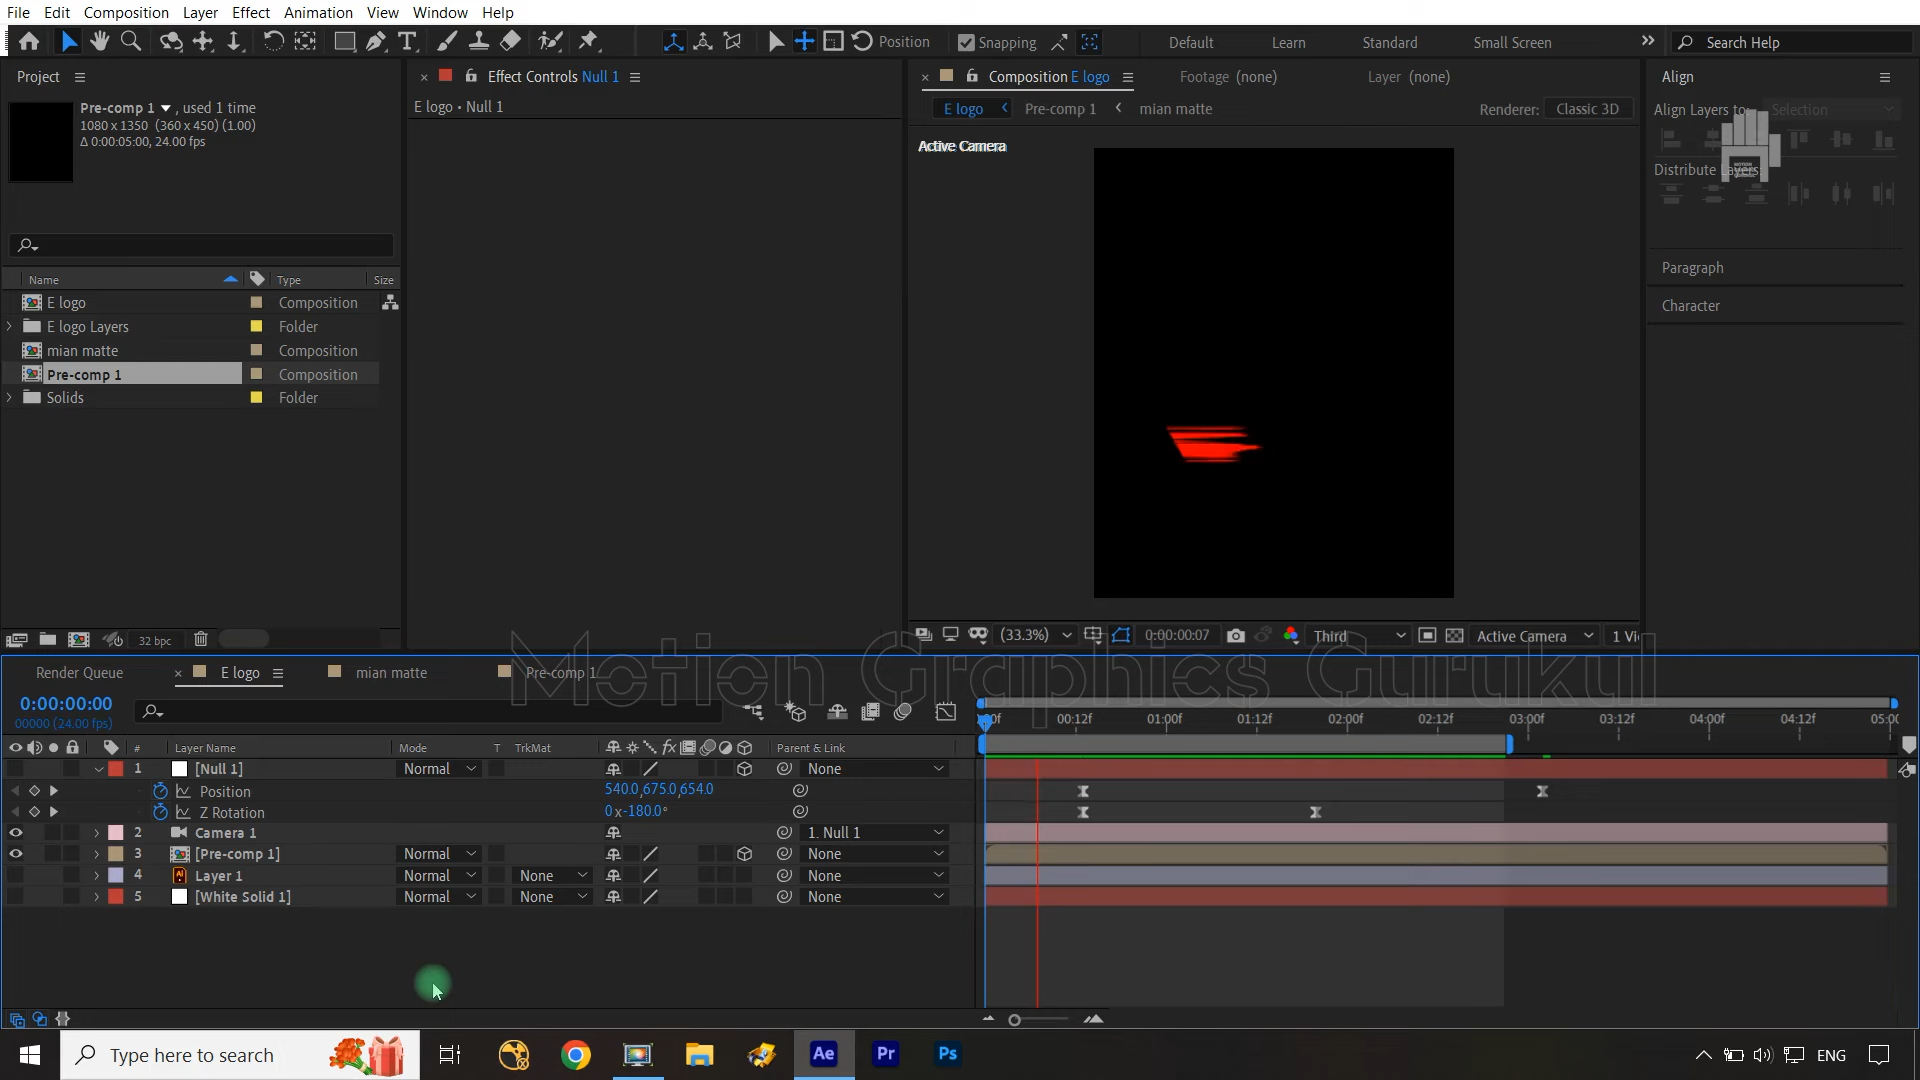 File Edit Composition Layer Effect Animation View Window Help
Position Snapping Default Learn Standard Small Screen Search Help
Project
Pre-comp 1 , used 1 time
1080 x 1350 (360 x 450) (1.00)
Δ 0:00:05:00, 24.00 fps
Name Type Size
E logo Composition
E logo Layers Folder
mian matte Composition
Pre-comp 1 Composition
Solids Folder
32 bpc
Effect Controls Null 1
E logo • Null 1
Composition E logo Footage (none) Layer (none)
E logo Pre-comp 1 mian matte Renderer: Classic 3D
Active Camera
(33.3%) 0:00:00:07 Third Active Camera 1 Vi
Align
Align Layers to: Selection
Distribute Layers
Paragraph
Character
Motion Graphics Gurukul
Render Queue E logo mian matte Pre-comp 1
0:00:00:00
00000 (24.00 fps)
00f 00:12f 01:00f 01:12f 02:00f 02:12f 03:00f 03:12f 04:00f 04:12f 05:00
# Layer Name Mode T TrkMat fx Parent & Link
1 [Null 1] Normal None
Position 540.0,675.0,654.0
Z Rotation 0x-180.0°
2 Camera 1 1. Null 1
3 [Pre-comp 1] Normal None
4 Ai Layer 1 Normal None None
5 [White Solid 1] Normal None None
Type here to search Ae Pr Ps ENG